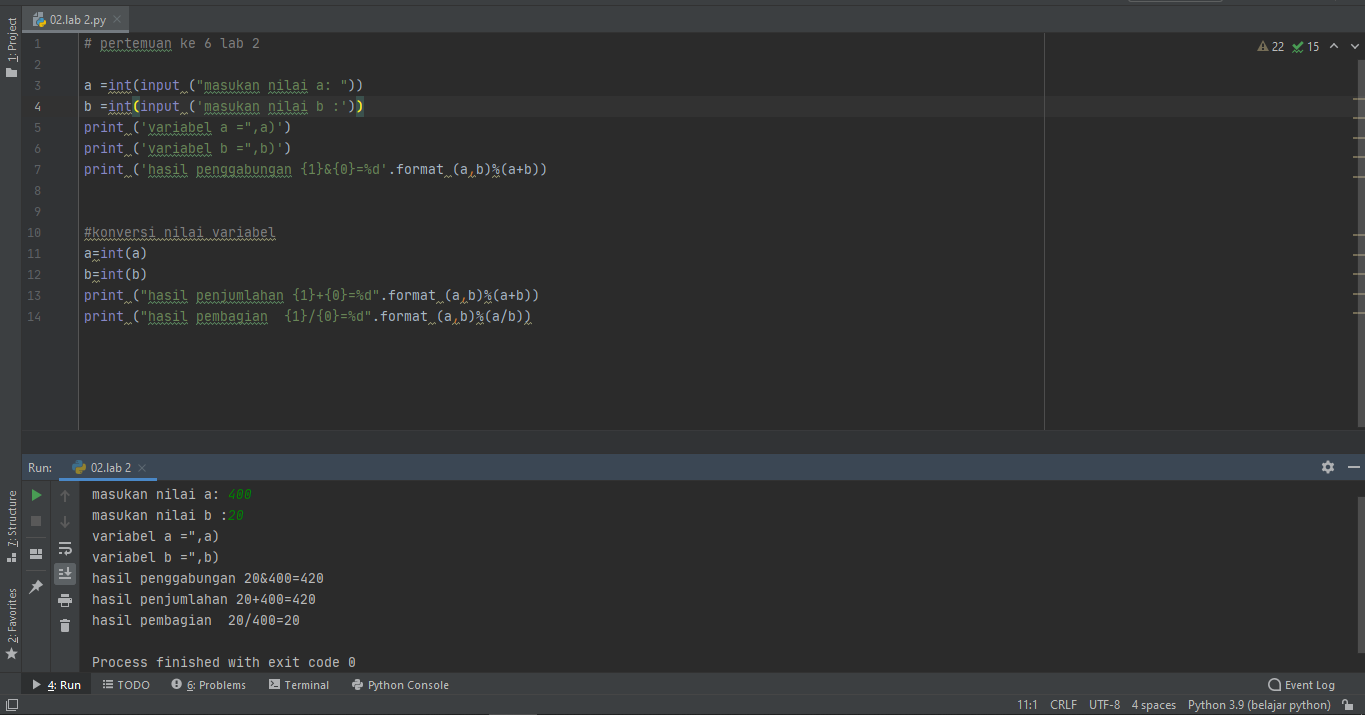 1: Project
02.lab 2.py
22 15
1 # pertemuan ke 6 lab 2
2
3 a =int(input ("masukan nilai a: "))
4 b =int(input ('masukan nilai b :'))
5 print ('variabel a =",a)')
6 print ('variabel b =",b)')
7 print ('hasil penggabungan {1}&{0}=%d'.format (a,b)%(a+b))
8
9
10 #konversi nilai variabel
11 a=int(a)
12 b=int(b)
13 print ("hasil penjumlahan {1}+{0}=%d".format (a,b)%(a+b))
14 print ("hasil pembagian  {1}/{0}=%d".format (a,b)%(a/b))
Run: 02.lab 2
7: Structure
2: Favorites
masukan nilai a: 400
masukan nilai b :20
variabel a =",a)
variabel b =",b)
hasil penggabungan 20&400=420
hasil penjumlahan 20+400=420
hasil pembagian  20/400=20
Process finished with exit code 0
4: Run TODO 6: Problems Terminal Python Console Event Log
11:1 CRLF UTF-8 4 spaces Python 3.9 (belajar python)